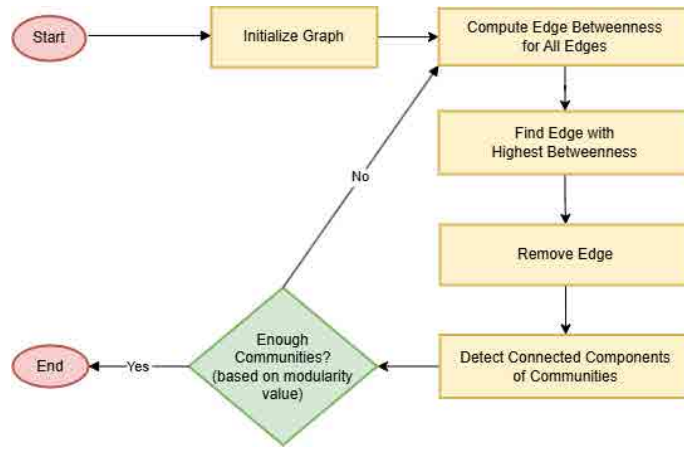 Start
Initialize Graph
Compute Edge Betweenness
for All Edges
Find Edge with
Highest Betweenness
No
Remove Edge
Enough
Communities?
(based on modularity
value)
End
Yes
Detect Connected Components
of Communities